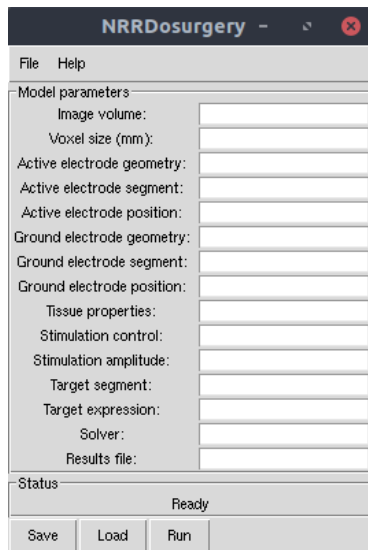 NRRDosurgery
File Help
Model parameters
Image volume:
Voxel size (mm):
Active electrode geometry:
Active electrode segment:
Active electrode position:
Ground electrode geometry:
Ground electrode segment:
Ground electrode position:
Tissue properties:
Stimulation control:
Stimulation amplitude:
Target segment:
Target expression:
Solver:
Results file:
Status
Ready
Save Load Run